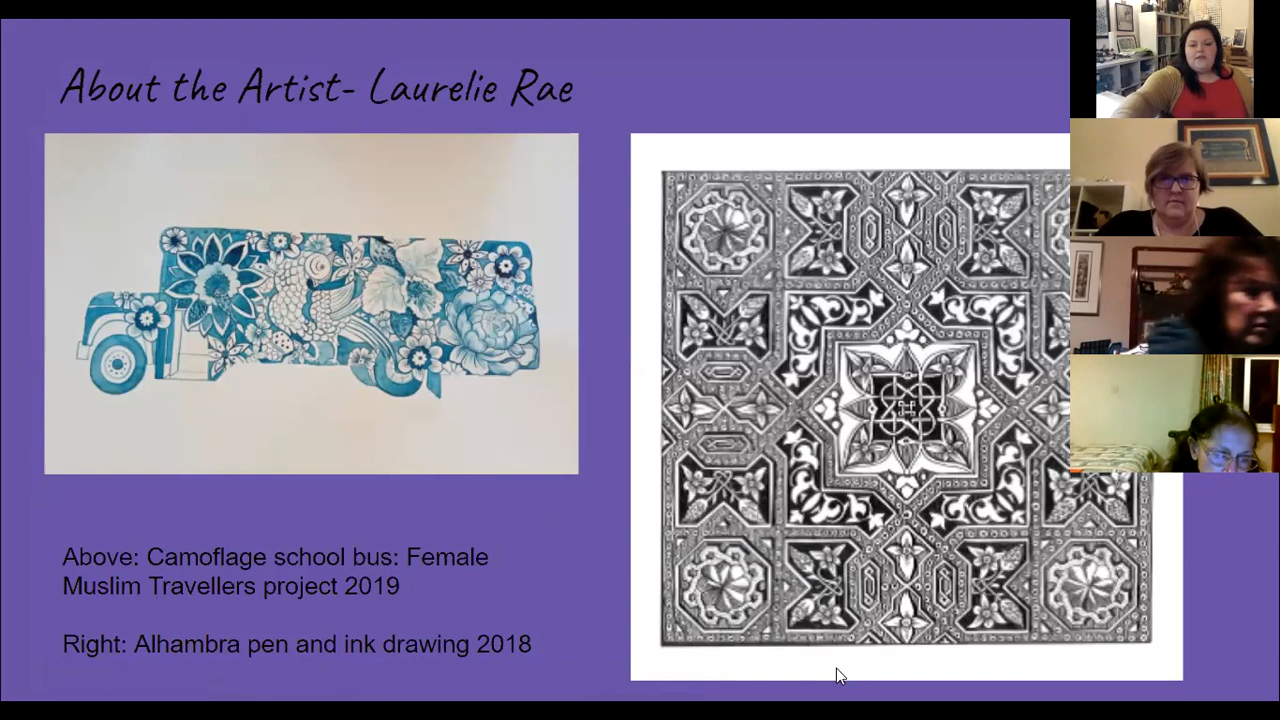 About the Artist- Laurelie Rae
Above: Camoflage school bus: Female
Muslim Travellers project 2019
Right: Alhambra pen and ink drawing 2018